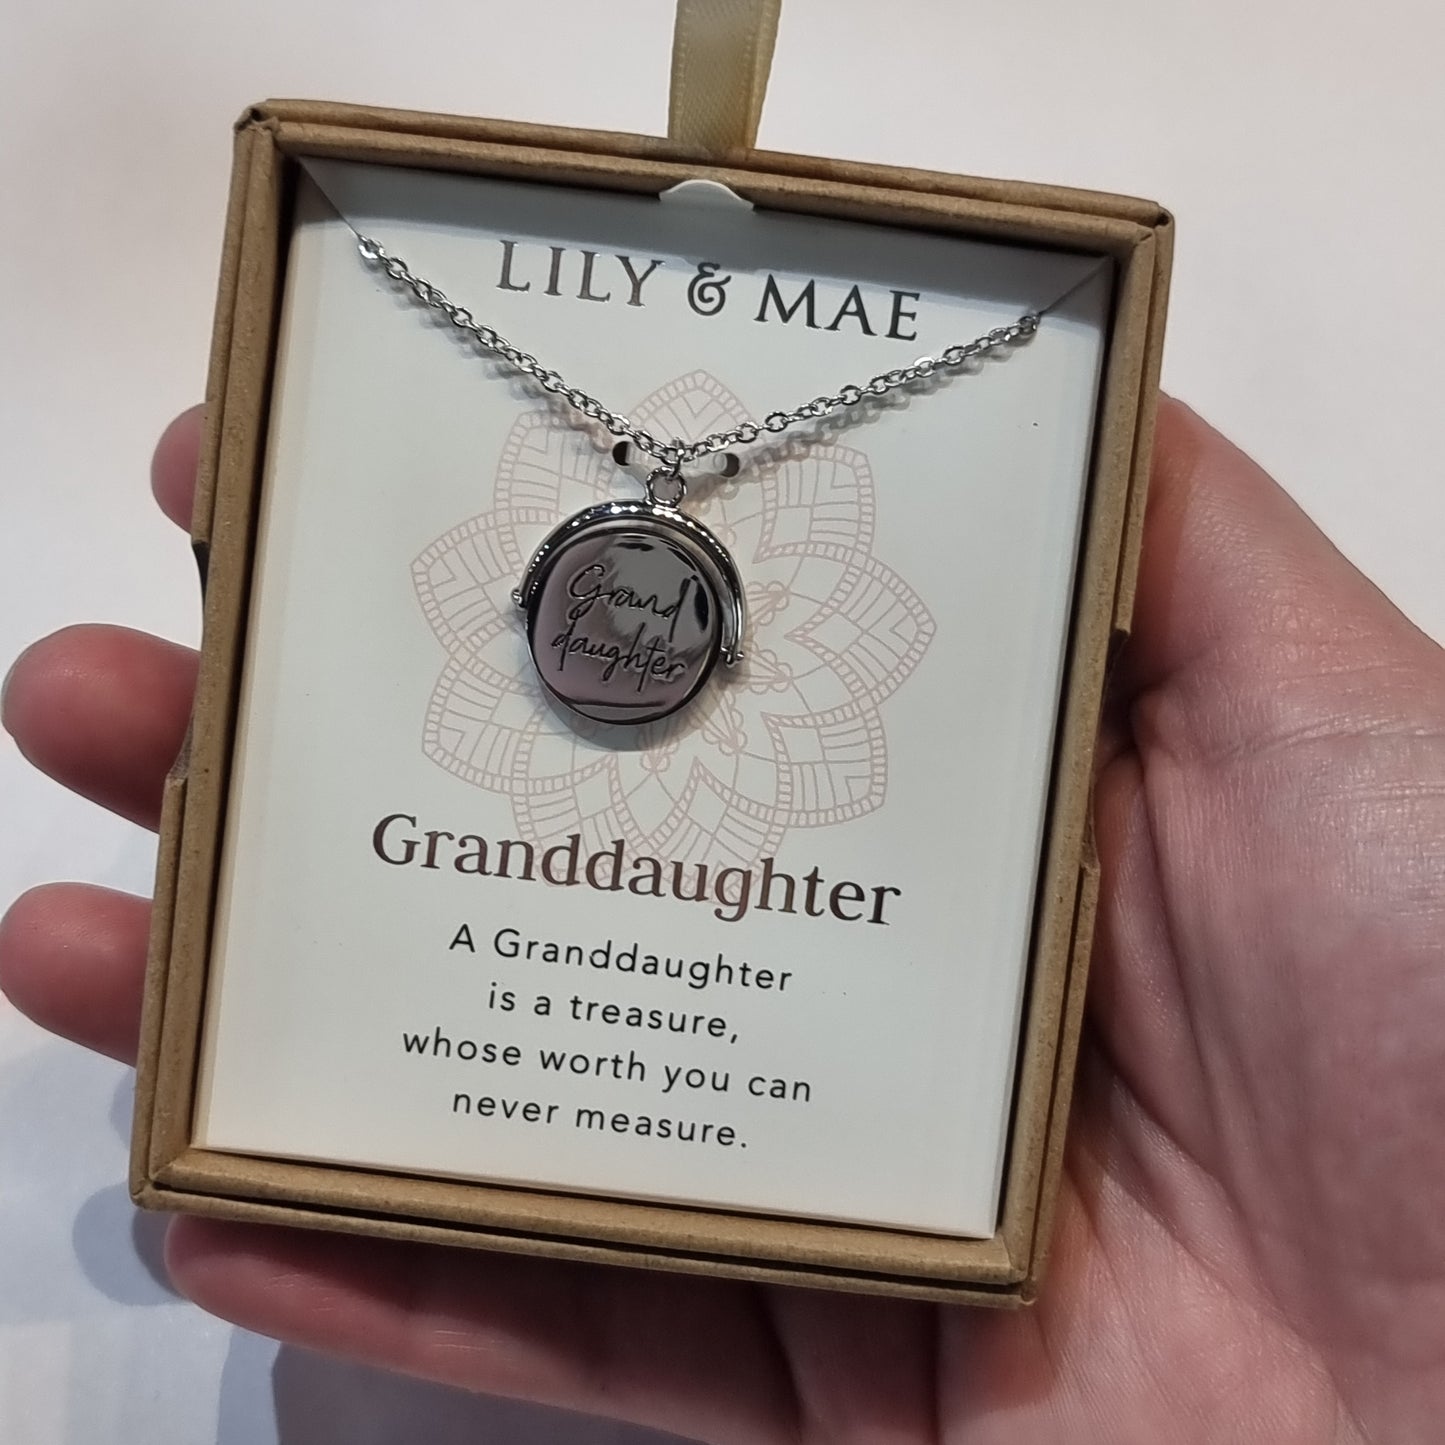 LILY & MAE
Grand
daughter
Granddaughter
A Granddaughter
is a treasure,
whose worth you can
never measure.